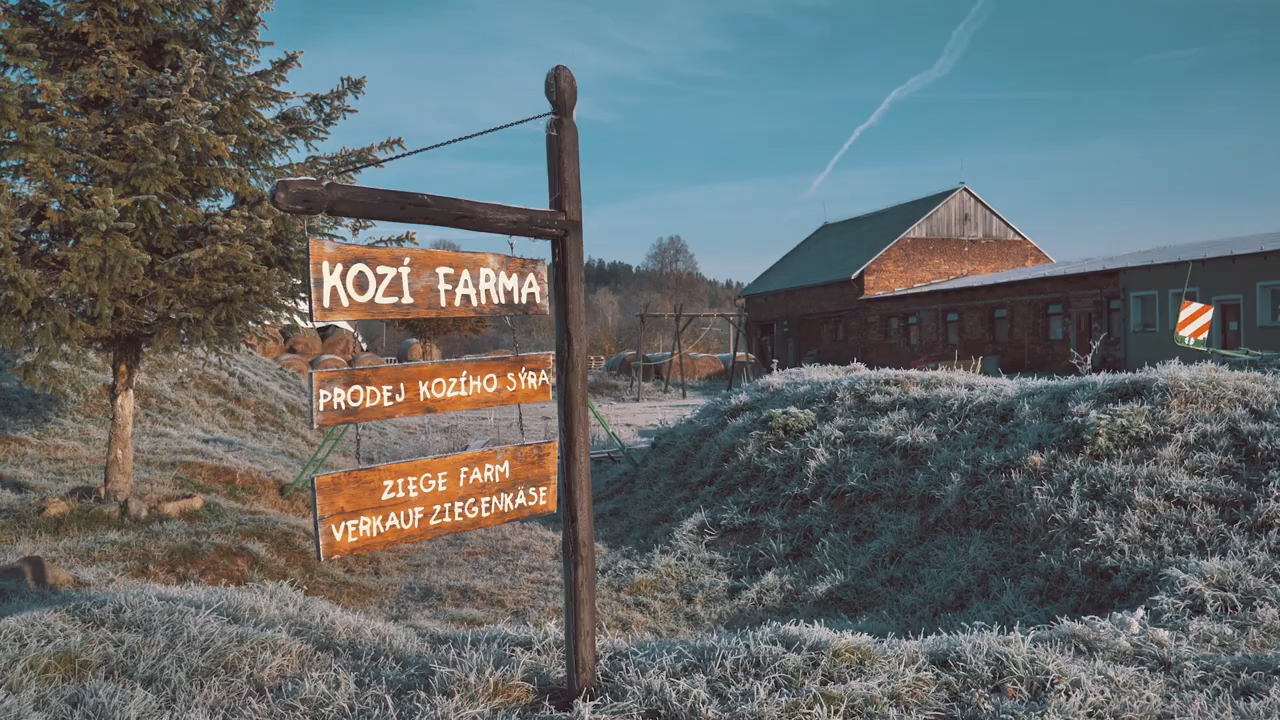 KOZÍ FARMA
PRODEJ KOZÍHO SÝRA
ZIEGE FARM
VERKAUF ZIEGENKÄSE